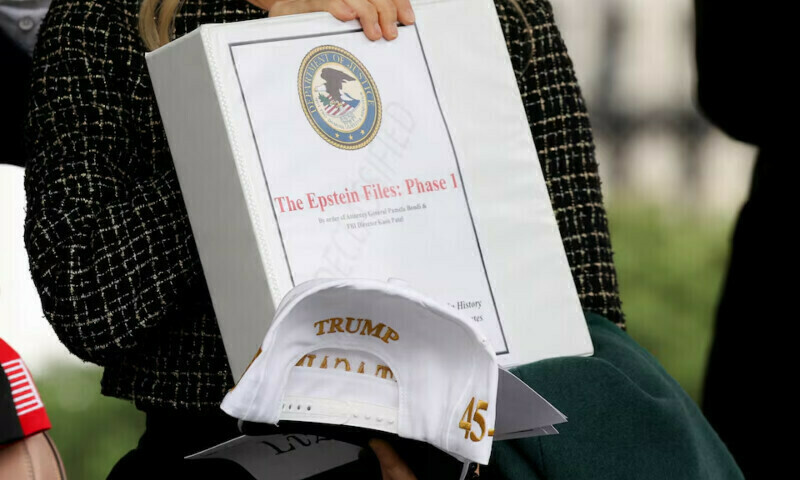 DEPARTMENT OF JUSTICE
DECLASSIFIED
The Epstein Files: Phase 1
By order of Attorney General Pamela Bondi &
FBI Director Kash Patel
History
TRUMP
45-